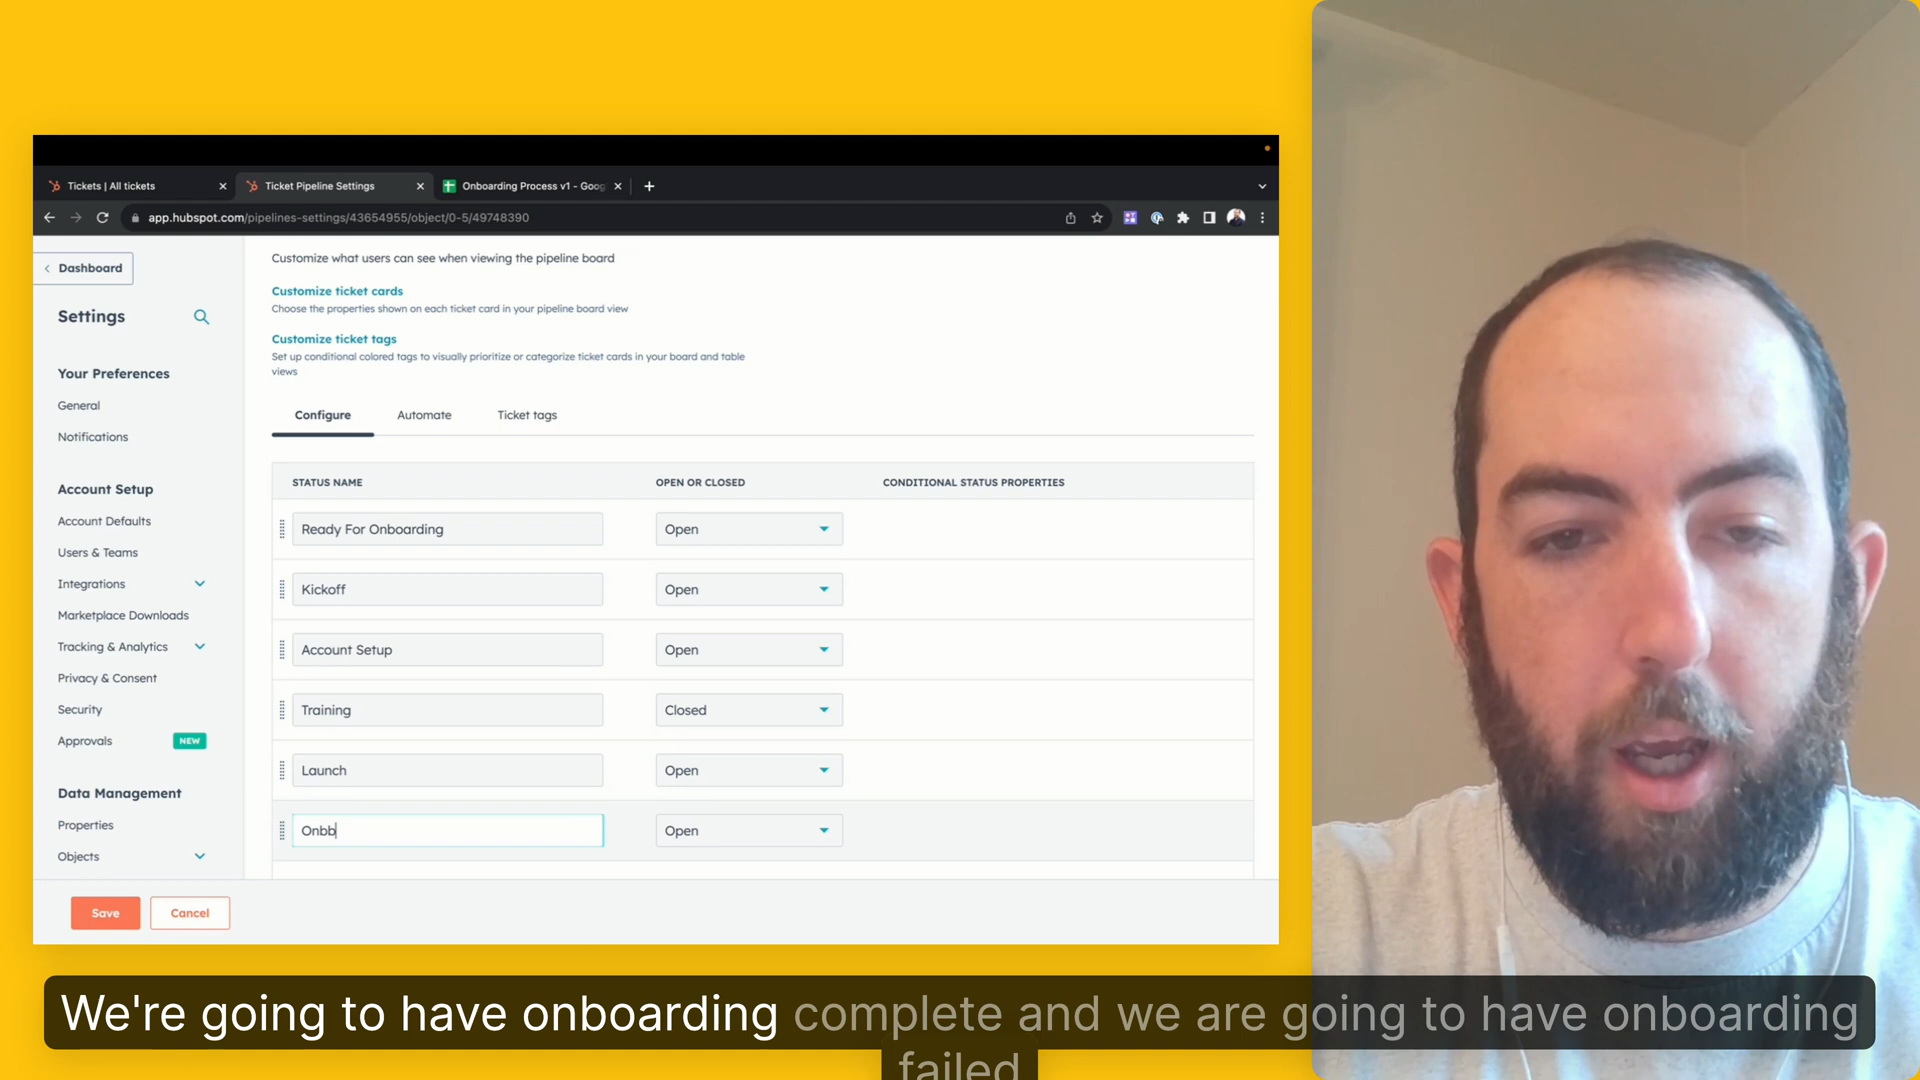 Tickets | All tickets
Ticket Pipeline Settings
Onboarding Process v1 - Goog
app.hubspot.com/pipelines-settings/43654955/object/0-5/49748390
Dashboard
Settings
Your Preferences
General
Notifications
Account Setup
Account Defaults
Users & Teams
Integrations
Marketplace Downloads
Tracking & Analytics
Privacy & Consent
Security
Approvals NEW
Data Management
Properties
Objects
Customize what users can see when viewing the pipeline board
Customize ticket cards
Choose the properties shown on each ticket card in your pipeline board view
Customize ticket tags
Set up conditional colored tags to visually prioritize or categorize ticket cards in your board and table
views
Configure Automate Ticket tags
STATUS NAME OPEN OR CLOSED CONDITIONAL STATUS PROPERTIES
Ready For Onboarding Open
Kickoff Open
Account Setup Open
Training Closed
Launch Open
Onbb Open
Save Cancel
We're going to have onboarding complete and we are going to have onboarding
failed